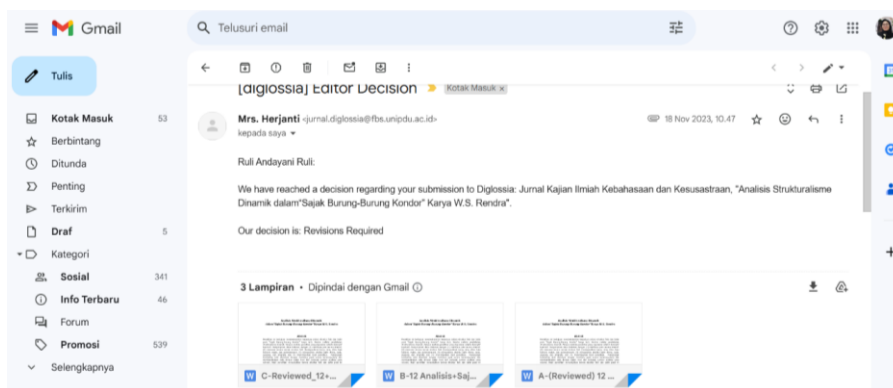 Gmail
Telusuri email
Tulis
Kotak Masuk 53
Berbintang
Ditunda
Penting
Terkirim
Draf 5
Kategori
Sosial 341
Info Terbaru 46
Forum
Promosi 539
Selengkapnya
[diglossia] Editor Decision Kotak Masuk x
Mrs. Herjanti <jurnal.diglosia@fbs.unipdu.ac.id> 18 Nov 2023, 10.47
kepada saya
Ruli Andayani Ruli:
We have reached a decision regarding your submission to Diglossia: Jurnal Kajian Ilmiah Kebahasaan dan Kesusastraan, "Analisis Strukturalisme
Dinamik dalam"Sajak Burung-Burung Kondor" Karya W.S. Rendra".
Our decision is: Revisions Required
3 Lampiran • Dipindai dengan Gmail
W C-Reviewed_12+...
W B-12 Analisis+Saj...
W A-(Reviewed) 12 ...